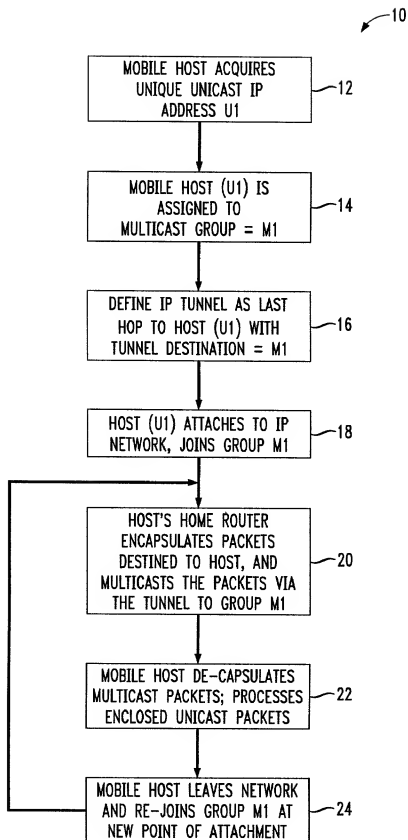 10
MOBILE HOST ACQUIRES
UNIQUE UNICAST IP
ADDRESS U1
12
MOBILE HOST (U1) IS
ASSIGNED TO
MULTICAST GROUP = M1
14
DEFINE IP TUNNEL AS LAST
HOP TO HOST (U1) WITH
TUNNEL DESTINATION = M1
16
HOST (U1) ATTACHES TO IP
NETWORK, JOINS GROUP M1
18
HOST'S HOME ROUTER
ENCAPSULATES PACKETS
DESTINED TO HOST, AND
MULTICASTS THE PACKETS VIA
THE TUNNEL TO GROUP M1
20
MOBILE HOST DE-CAPSULATES
MULTICAST PACKETS; PROCESSES
ENCLOSED UNICAST PACKETS
22
MOBILE HOST LEAVES NETWORK
AND RE-JOINS GROUP M1 AT
NEW POINT OF ATTACHMENT
24